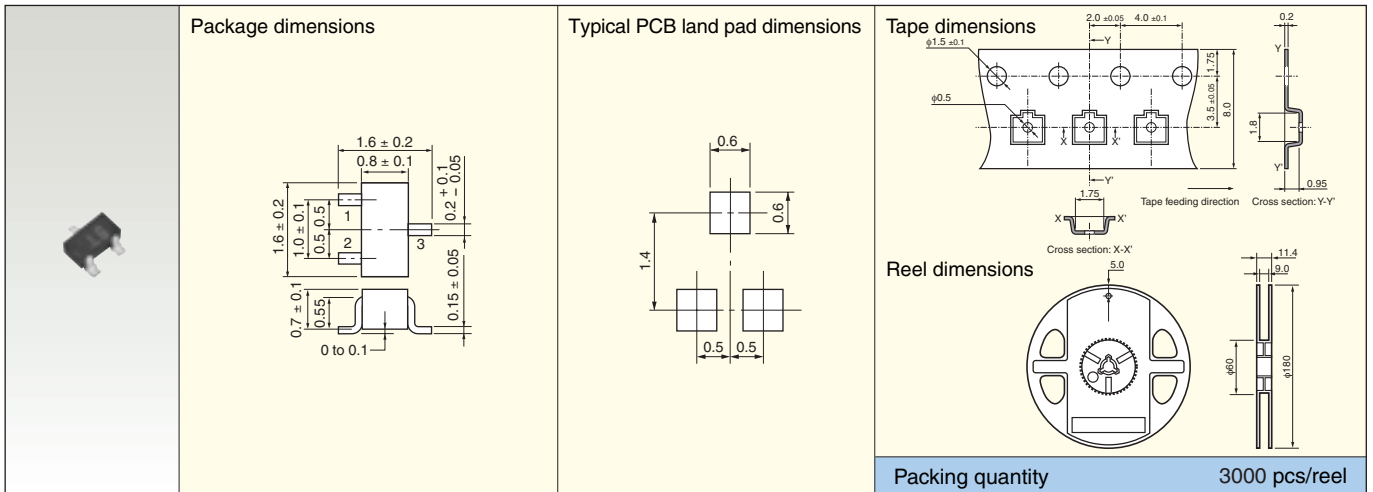 Package dimensions
1.6 ± 0.2
0.8 ± 0.1
1.6 ± 0.2
1.0 ± 0.1
0.5 0.5
1
2
3
0.2 + 0.1 − 0.05
0.7 ± 0.1
0.55
0.15 ± 0.05
0 to 0.1
Typical PCB land pad dimensions
0.6
0.6
1.4
0.5 0.5
Tape dimensions
2.0 ±0.05 4.0 ±0.1
0.2
φ1.5 ±0.1
Y
Y
1.75
φ0.5
3.5 ±0.05
8.0
1.8
X X'
Y'
Y'
1.75
0.95
Tape feeding direction
Cross section: Y-Y'
X X'
Cross section: X-X'
Reel dimensions
5.0
11.4
9.0
φ60
φ180
Packing quantity 3000 pcs/reel